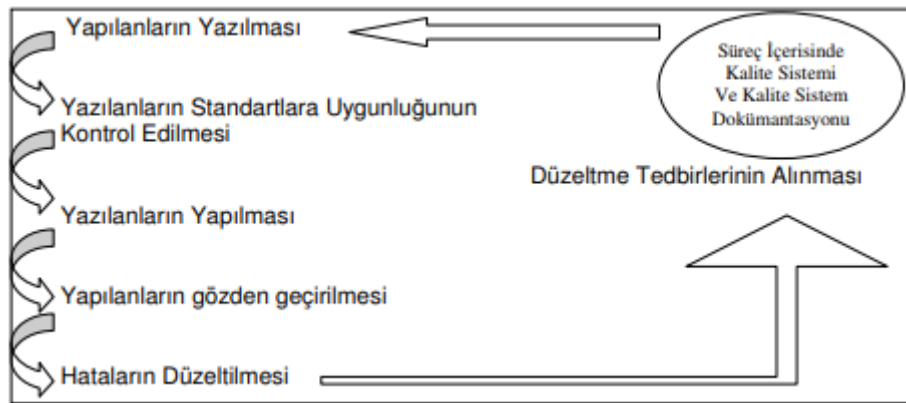 Yapılanların Yazılması
Süreç İçerisinde
Kalite Sistemi
Ve Kalite Sistem
Dokümantasyonu
Yazılanların Standartlara Uygunluğunun
Kontrol Edilmesi
Düzeltme Tedbirlerinin Alınması
Yazılanların Yapılması
Yapılanların gözden geçirilmesi
Hataların Düzeltilmesi